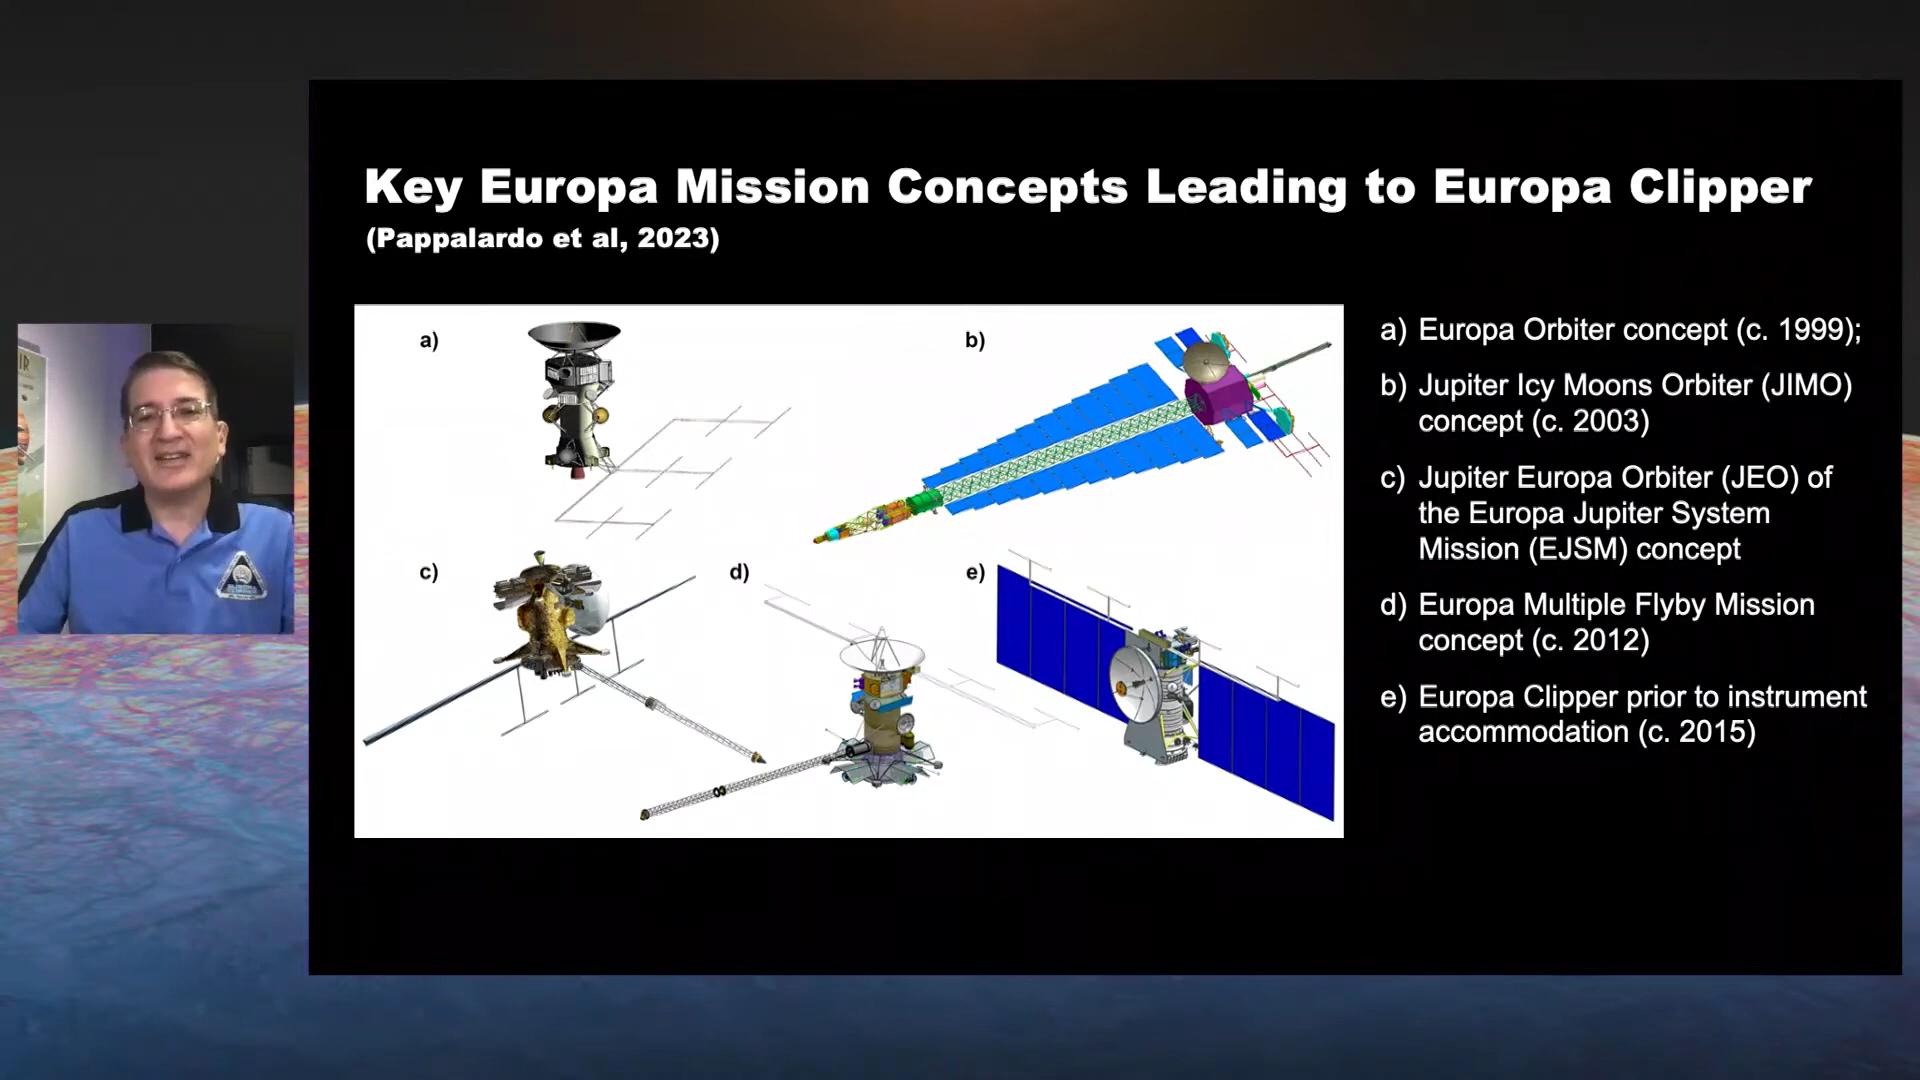 Key Europa Mission Concepts Leading to Europa Clipper
(Pappalardo et al, 2023)
a)
b)
c)
d)
e)
a) Europa Orbiter concept (c. 1999);
b) Jupiter Icy Moons Orbiter (JIMO)
concept (c. 2003)
c) Jupiter Europa Orbiter (JEO) of
the Europa Jupiter System
Mission (EJSM) concept
d) Europa Multiple Flyby Mission
concept (c. 2012)
e) Europa Clipper prior to instrument
accommodation (c. 2015)